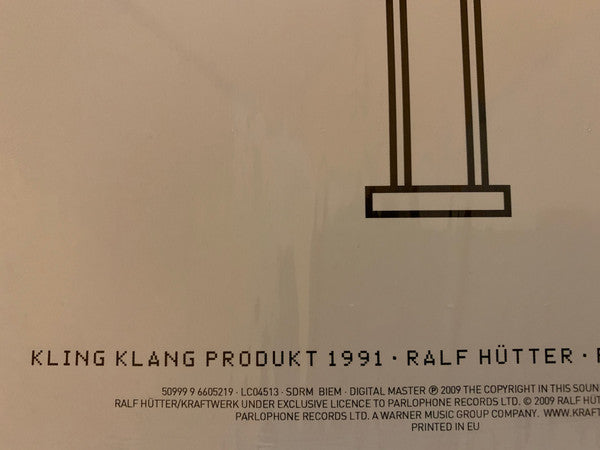 KLING KLANG PRODUKT 1991 · RALF HÜTTER ·
50999 9 6605219 · LC04513 · SDRM BIEM · DIGITAL MASTER ℗ 2009 THE COPYRIGHT IN THIS SOUN
RALF HÜTTER/KRAFTWERK UNDER EXCLUSIVE LICENCE TO PARLOPHONE RECORDS LTD. © 2009 RALF HÜ
PARLOPHONE RECORDS LTD. A WARNER MUSIC GROUP COMPANY. WWW.KRAFT
PRINTED IN EU